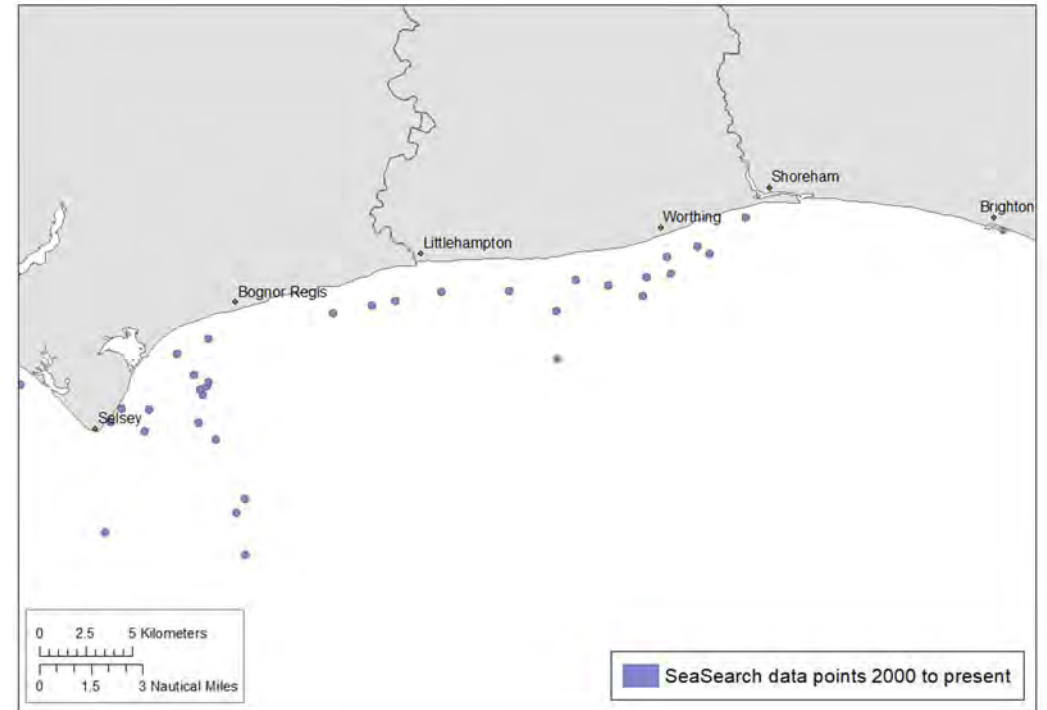 Shoreham
Brighton
Worthing
Littlehampton
Bognor Regis
Selsey
0 2.5 5 Kilometers
0 1.5 3 Nautical Miles
SeaSearch data points 2000 to present